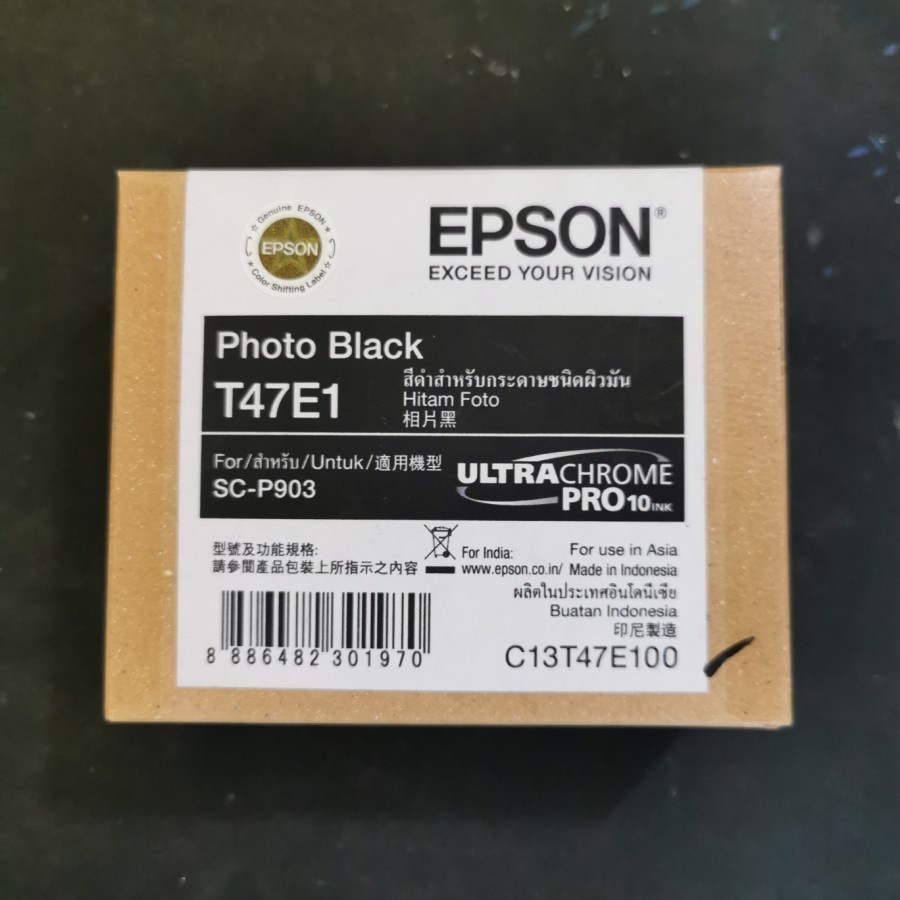 ☆ Genuine EPSON ☆
EPSON
☆ Color Shifting Label ☆
EPSON®
EXCEED YOUR VISION
Photo Black
T47E1
สีดำสำหรับกระดาษชนิดผิวมัน
Hitam Foto
相片黑
For/สำหรับ/Untuk/適用機型
SC-P903
ULTRACHROME
PRO10INK
型號及功能規格:
請參閱產品包裝上所指示之內容
For India:
www.epson.co.in/
For use in Asia
Made in Indonesia
ผลิตในประเทศอินโดนีเซีย
Buatan Indonesia
印尼製造
8 886482 301970
C13T47E100